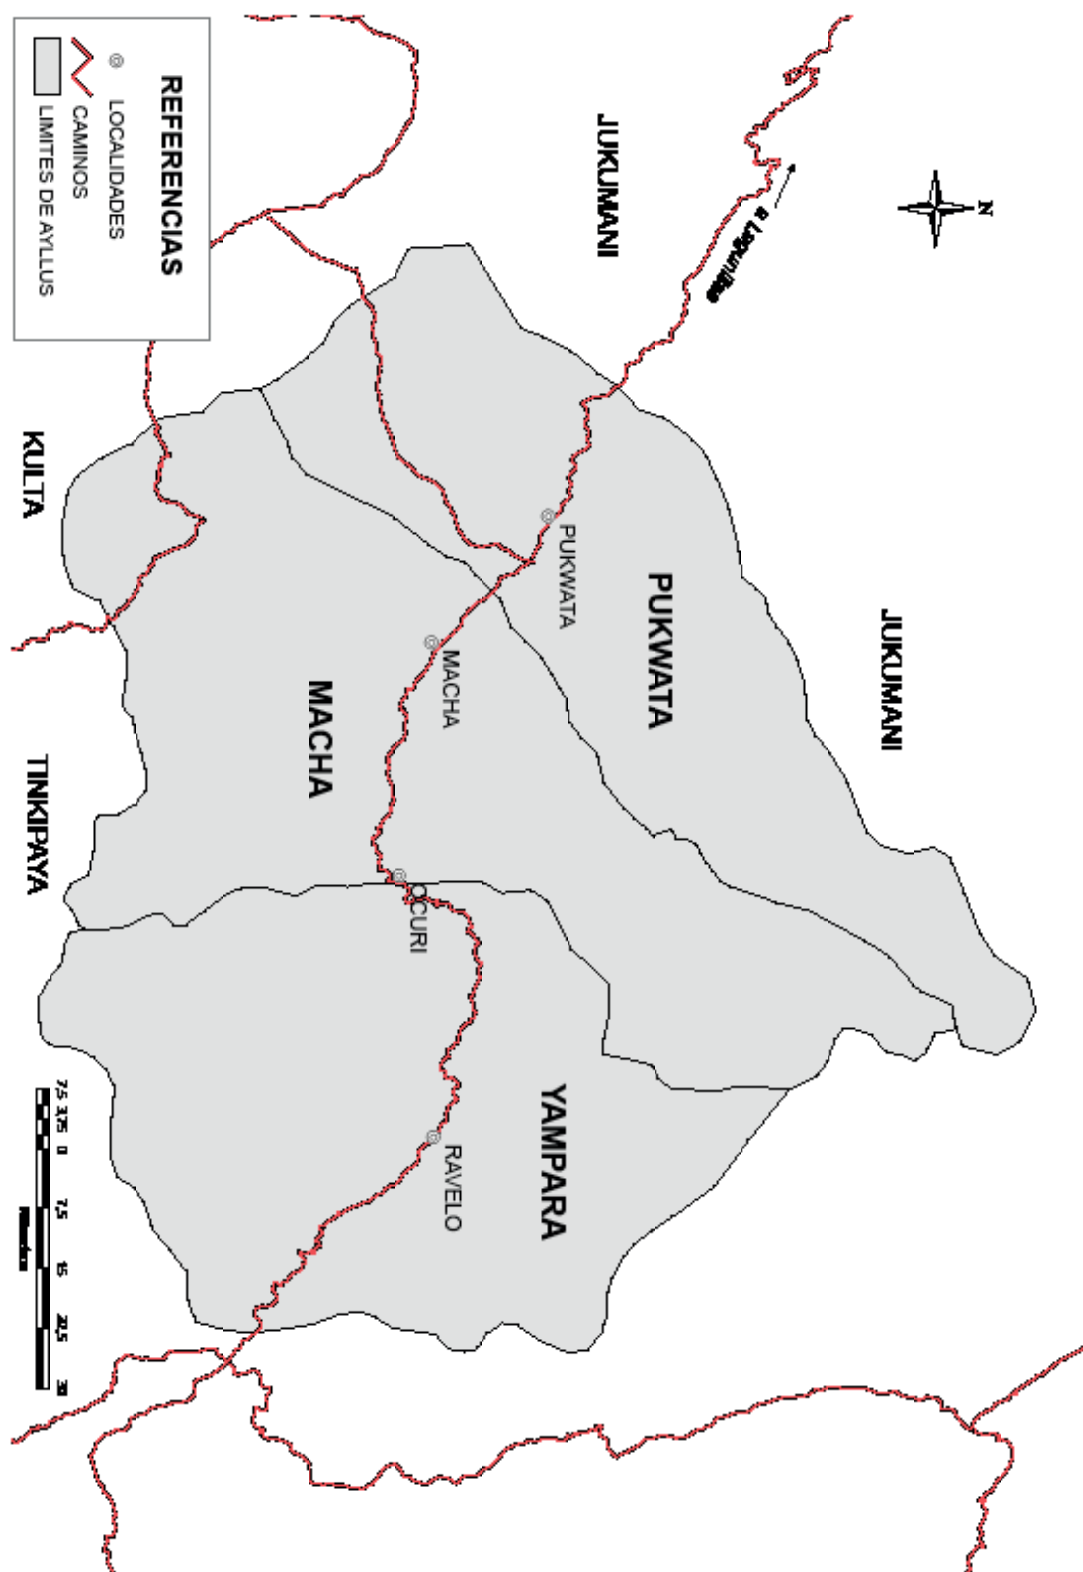 N
JUKUMANI
a Lagunillas
JUKUMANI
PUKWATA
PUKWATA
MACHA
MACHA
OCURI
YAMPARA
RAVELO
KULTA
TINKIPAYA
REFERENCIAS
LOCALIDADES
CAMINOS
LIMITES DE AYLLUS
7,5 3,75 0 7,5 15 22,5 30